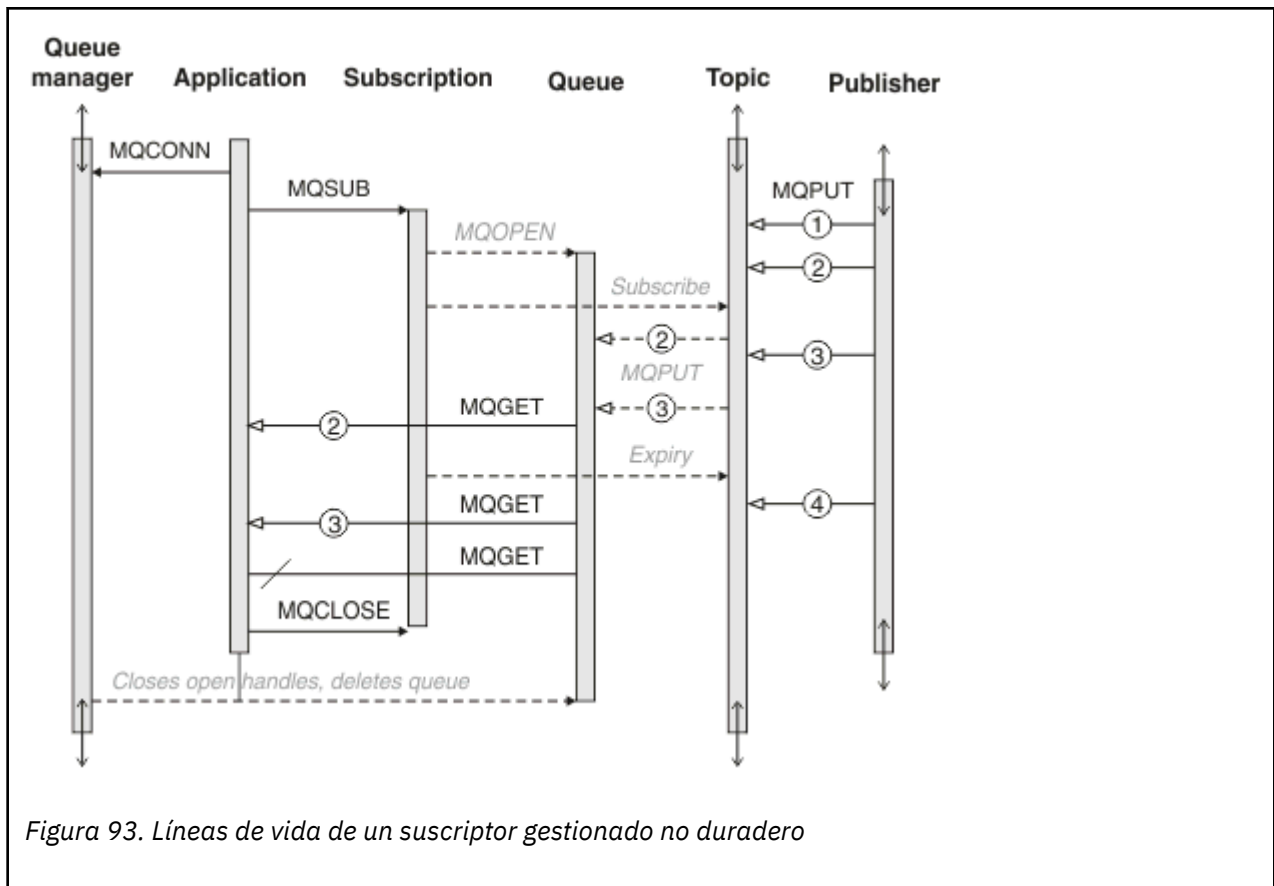 Queue manager
Application
Subscription
Queue
Topic
Publisher
MQCONN
MQSUB
MQPUT
MQOPEN
1
2
Subscribe
2
3
MQPUT
MQGET
3
2
Expiry
MQGET
4
3
MQGET
MQCLOSE
Closes open handles, deletes queue
Figura 93. Líneas de vida de un suscriptor gestionado no duradero